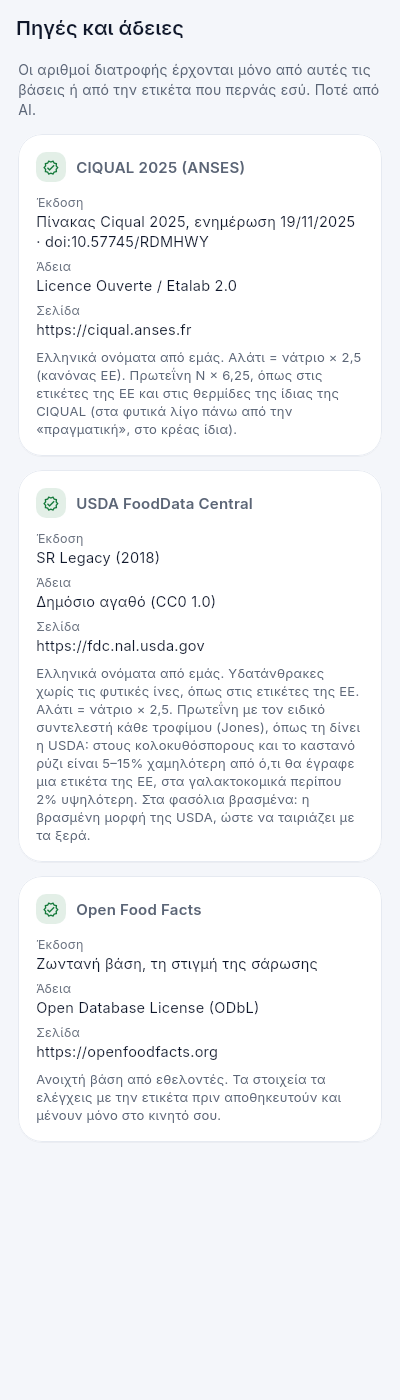 Πηγές και άδειες
Οι αριθμοί διατροφής έρχονται μόνο από αυτές τις
βάσεις ή από την ετικέτα που περνάς εσύ. Ποτέ από
AI.
CIQUAL 2025 (ANSES)
Έκδοση
Πίνακας Ciqual 2025, ενημέρωση 19/11/2025
· doi:10.57745/RDMHWY
Άδεια
Licence Ouverte / Etalab 2.0
Σελίδα
https://ciqual.anses.fr
Ελληνικά ονόματα από εμάς. Αλάτι = νάτριο × 2,5
(κανόνας ΕΕ). Πρωτεΐνη N × 6,25, όπως στις
ετικέτες της ΕΕ και στις θερμίδες της ίδιας της
CIQUAL (στα φυτικά λίγο πάνω από την
«πραγματική», στο κρέας ίδια).
USDA FoodData Central
Έκδοση
SR Legacy (2018)
Άδεια
Δημόσιο αγαθό (CC0 1.0)
Σελίδα
https://fdc.nal.usda.gov
Ελληνικά ονόματα από εμάς. Υδατάνθρακες
χωρίς τις φυτικές ίνες, όπως στις ετικέτες της ΕΕ.
Αλάτι = νάτριο × 2,5. Πρωτεΐνη με τον ειδικό
συντελεστή κάθε τροφίμου (Jones), όπως τη δίνει
η USDA: στους κολοκυθόσπορους και το καστανό
ρύζι είναι 5–15% χαμηλότερη από ό,τι θα έγραφε
μια ετικέτα της ΕΕ, στα γαλακτοκομικά περίπου
2% υψηλότερη. Στα φασόλια βρασμένα: η
βρασμένη μορφή της USDA, ώστε να ταιριάζει με
τα ξερά.
Open Food Facts
Έκδοση
Ζωντανή βάση, τη στιγμή της σάρωσης
Άδεια
Open Database License (ODbL)
Σελίδα
https://openfoodfacts.org
Ανοιχτή βάση από εθελοντές. Τα στοιχεία τα
ελέγχεις με την ετικέτα πριν αποθηκευτούν και
μένουν μόνο στο κινητό σου.